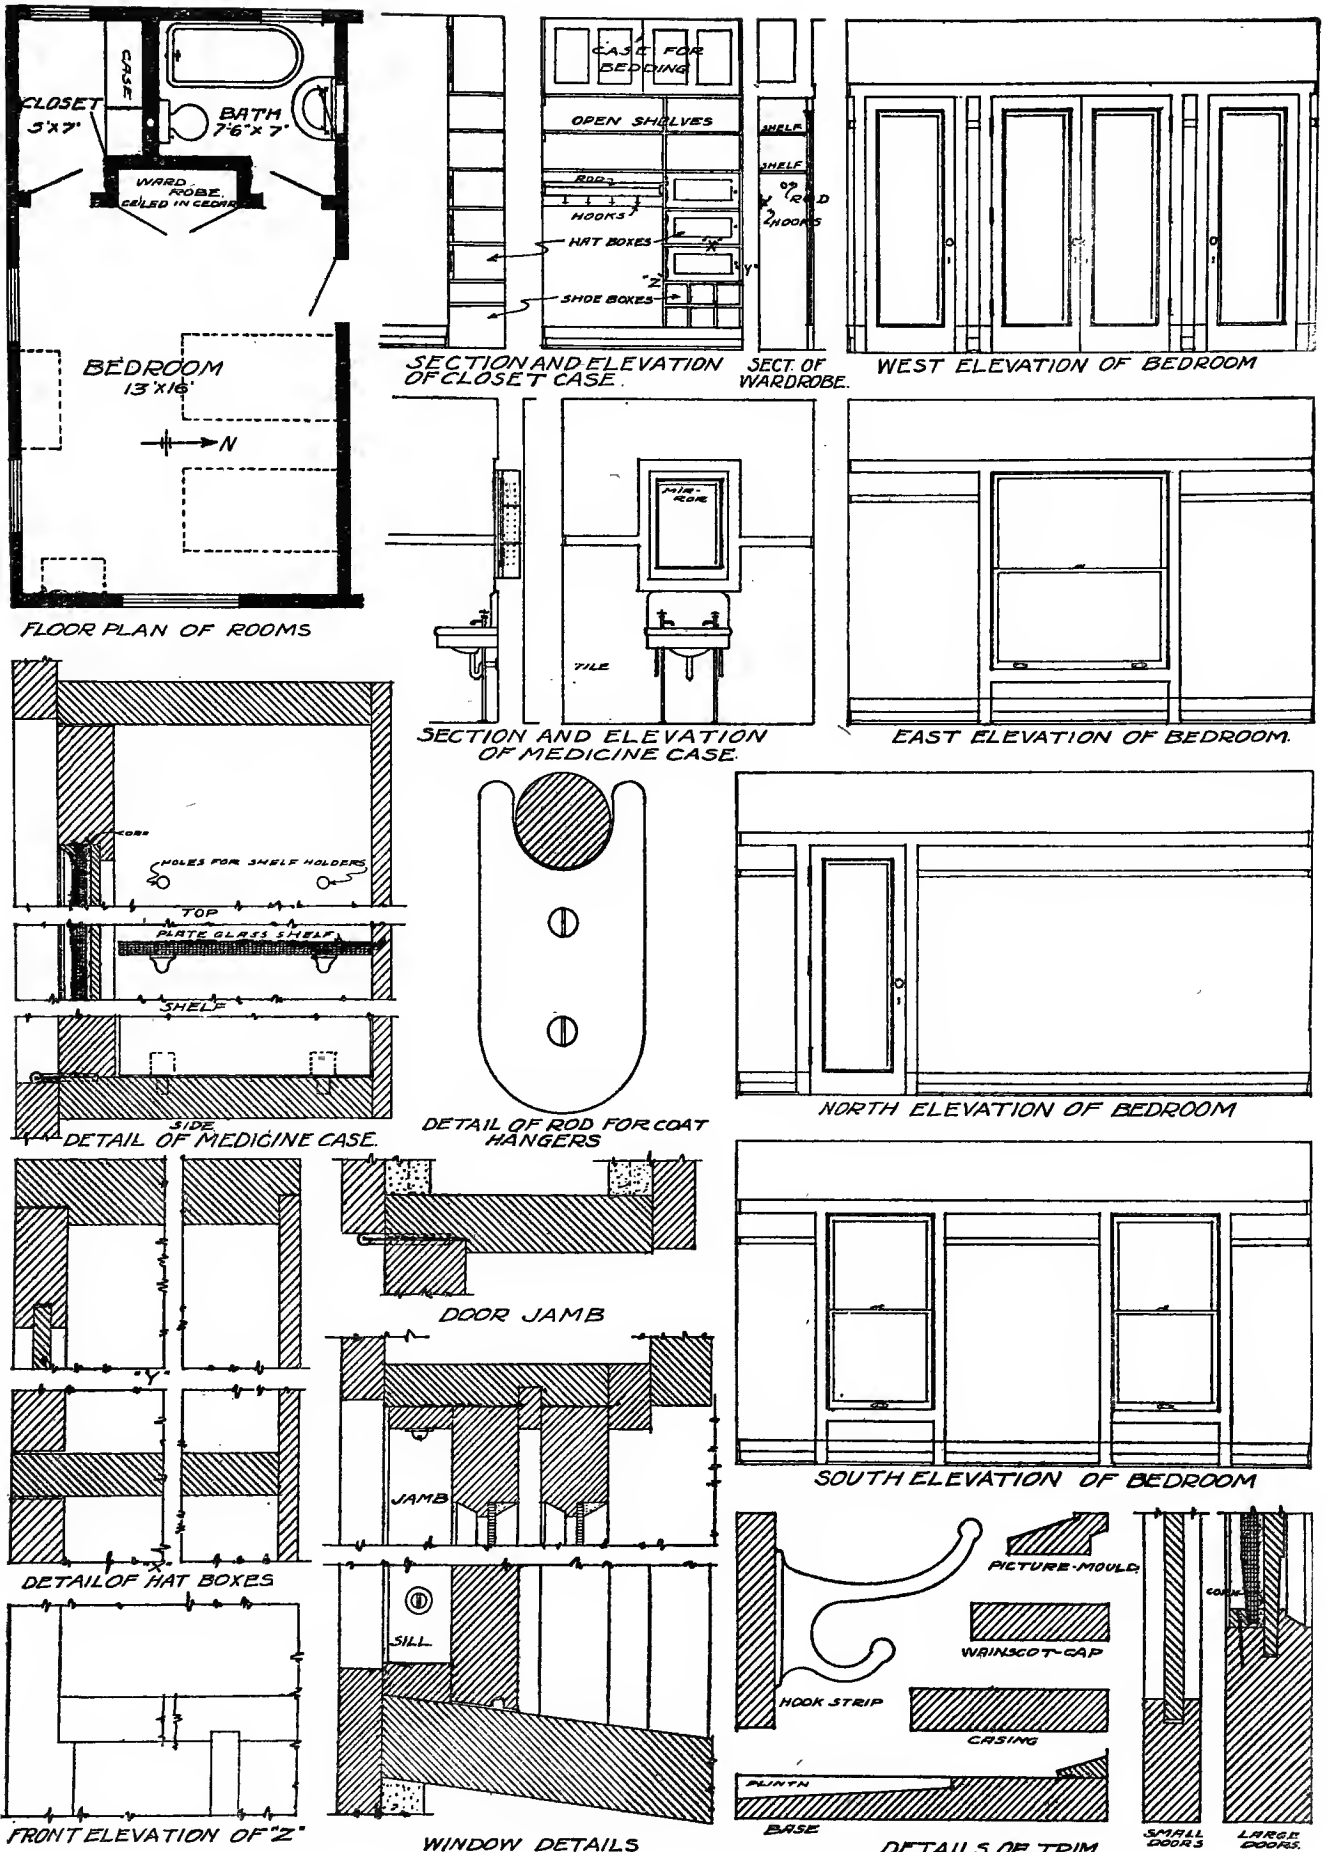 CASE
CLOSET
5'X7'
BATH
7'-6"X 7'
WARD
ROBE.
CEILED IN CEDAR
BEDROOM
13'X16'
N
FLOOR PLAN OF ROOMS
CASE FOR
BEDDING
OPEN SHELVES
ROD
HOOKS
HAT BOXES
"X"
"Y"
"Z"
SHOE BOXES
SECTION AND ELEVATION
OF CLOSET CASE.
SHELF
SHELF
ROD
HOOKS
SECT. OF
WARDROBE.
WEST ELEVATION OF BEDROOM
MIR-
ROR
TILE
SECTION AND ELEVATION
OF MEDICINE CASE.
EAST ELEVATION OF BEDROOM.
HOLES FOR SHELF HOLDERS
TOP
PLATE GLASS SHELF
SHELF
SIDE
DETAIL OF MEDICINE CASE.
DETAIL OF ROD FOR COAT
HANGERS
NORTH ELEVATION OF BEDROOM
"Y"
"X"
DETAIL OF HAT BOXES
DOOR JAMB
SOUTH ELEVATION OF BEDROOM
JAMB
SILL
WINDOW DETAILS
FRONT ELEVATION OF "Z"
HOOK STRIP
PICTURE-MOULD.
WAINSCOT-CAP
CASING
PLINTH
BASE
DETAILS OF TRIM
SMALL
DOORS
LARGE
DOORS.